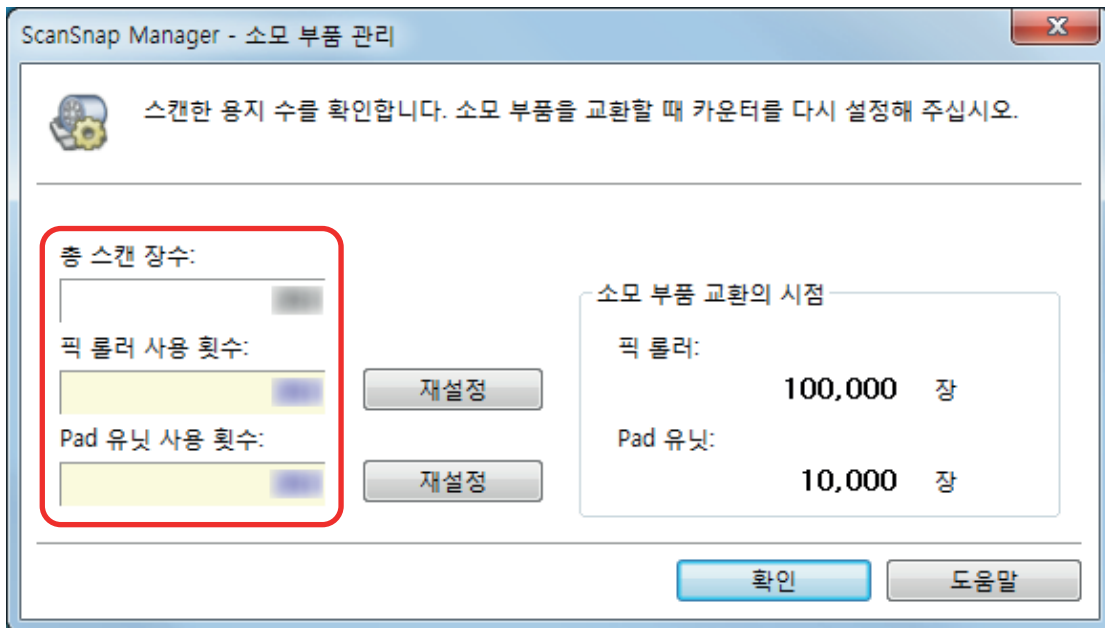 ScanSnap Manager - 소모 부품 관리
스캔한 용지 수를 확인합니다. 소모 부품을 교환할 때 카운터를 다시 설정해 주십시오.
총 스캔 장수:
픽 롤러 사용 횟수:
재설정
Pad 유닛 사용 횟수:
재설정
소모 부품 교환의 시점
픽 롤러:
100,000 장
Pad 유닛:
10,000 장
확인
도움말